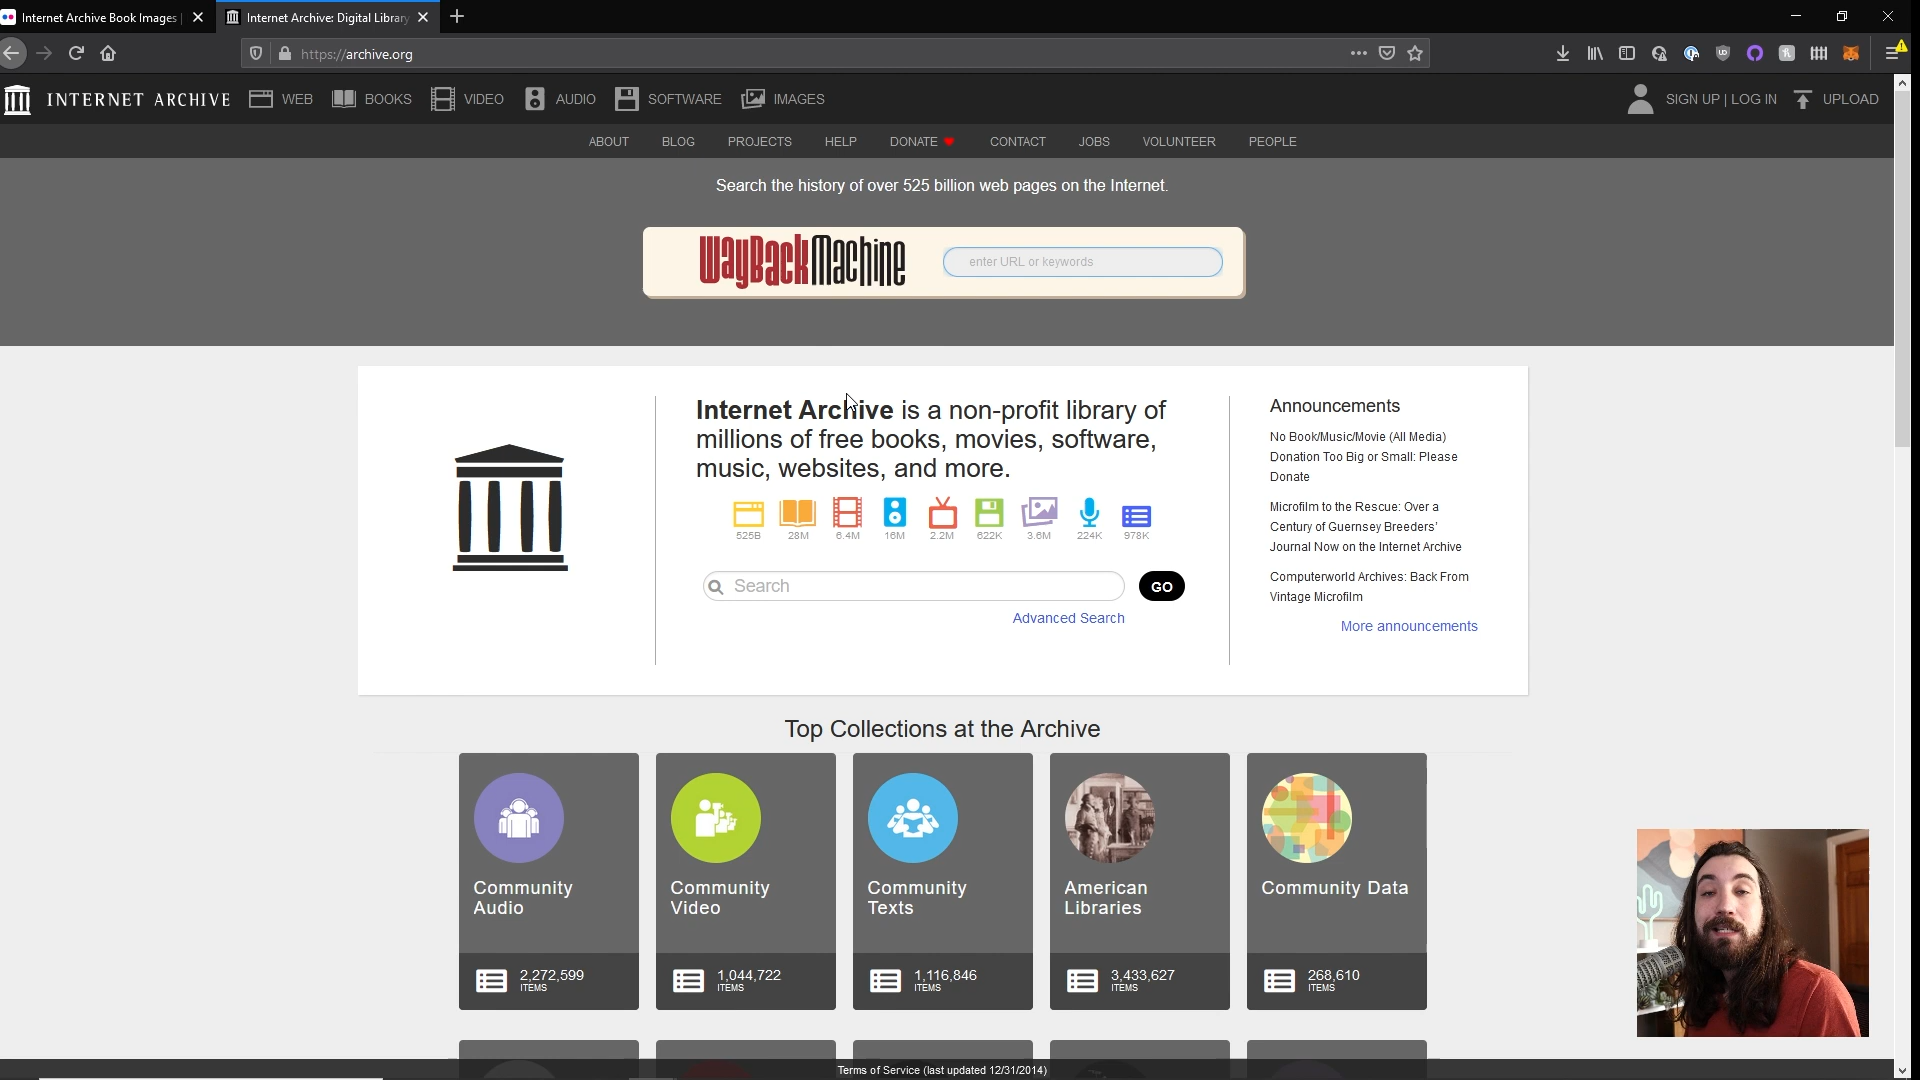 Internet Archive Book Images
Internet Archive: Digital Library
https://archive.org
INTERNET ARCHIVE
WEB
BOOKS
VIDEO
AUDIO
SOFTWARE
IMAGES
SIGN UP | LOG IN
UPLOAD
ABOUT
BLOG
PROJECTS
HELP
DONATE
CONTACT
JOBS
VOLUNTEER
PEOPLE
Search the history of over 525 billion web pages on the Internet.
WayBackMachine
enter URL or keywords
Internet Archive is a non-profit library of
millions of free books, movies, software,
music, websites, and more.
525B
28M
6.4M
16M
2.2M
622K
3.6M
224K
978K
Search
GO
Advanced Search
Announcements
No Book/Music/Movie (All Media)
Donation Too Big or Small: Please
Donate
Microfilm to the Rescue: Over a
Century of Guernsey Breeders'
Journal Now on the Internet Archive
Computerworld Archives: Back From
Vintage Microfilm
More announcements
Top Collections at the Archive
Community
Audio
2,272,599
ITEMS
Community
Video
1,044,722
ITEMS
Community
Texts
1,116,846
ITEMS
American
Libraries
3,433,627
ITEMS
Community Data
268,610
ITEMS
Terms of Service (last updated 12/31/2014)